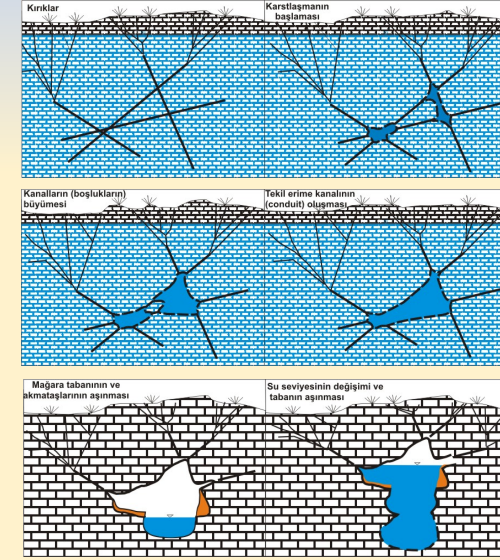 Kırıklar
Karstlaşmanın
başlaması
Kanalların (boşlukların)
büyümesi
Tekil erime kanalının
(conduit) oluşması
Mağara tabanının ve
akmataşlarının aşınması
Su seviyesinin değişimi ve
tabanın aşınması